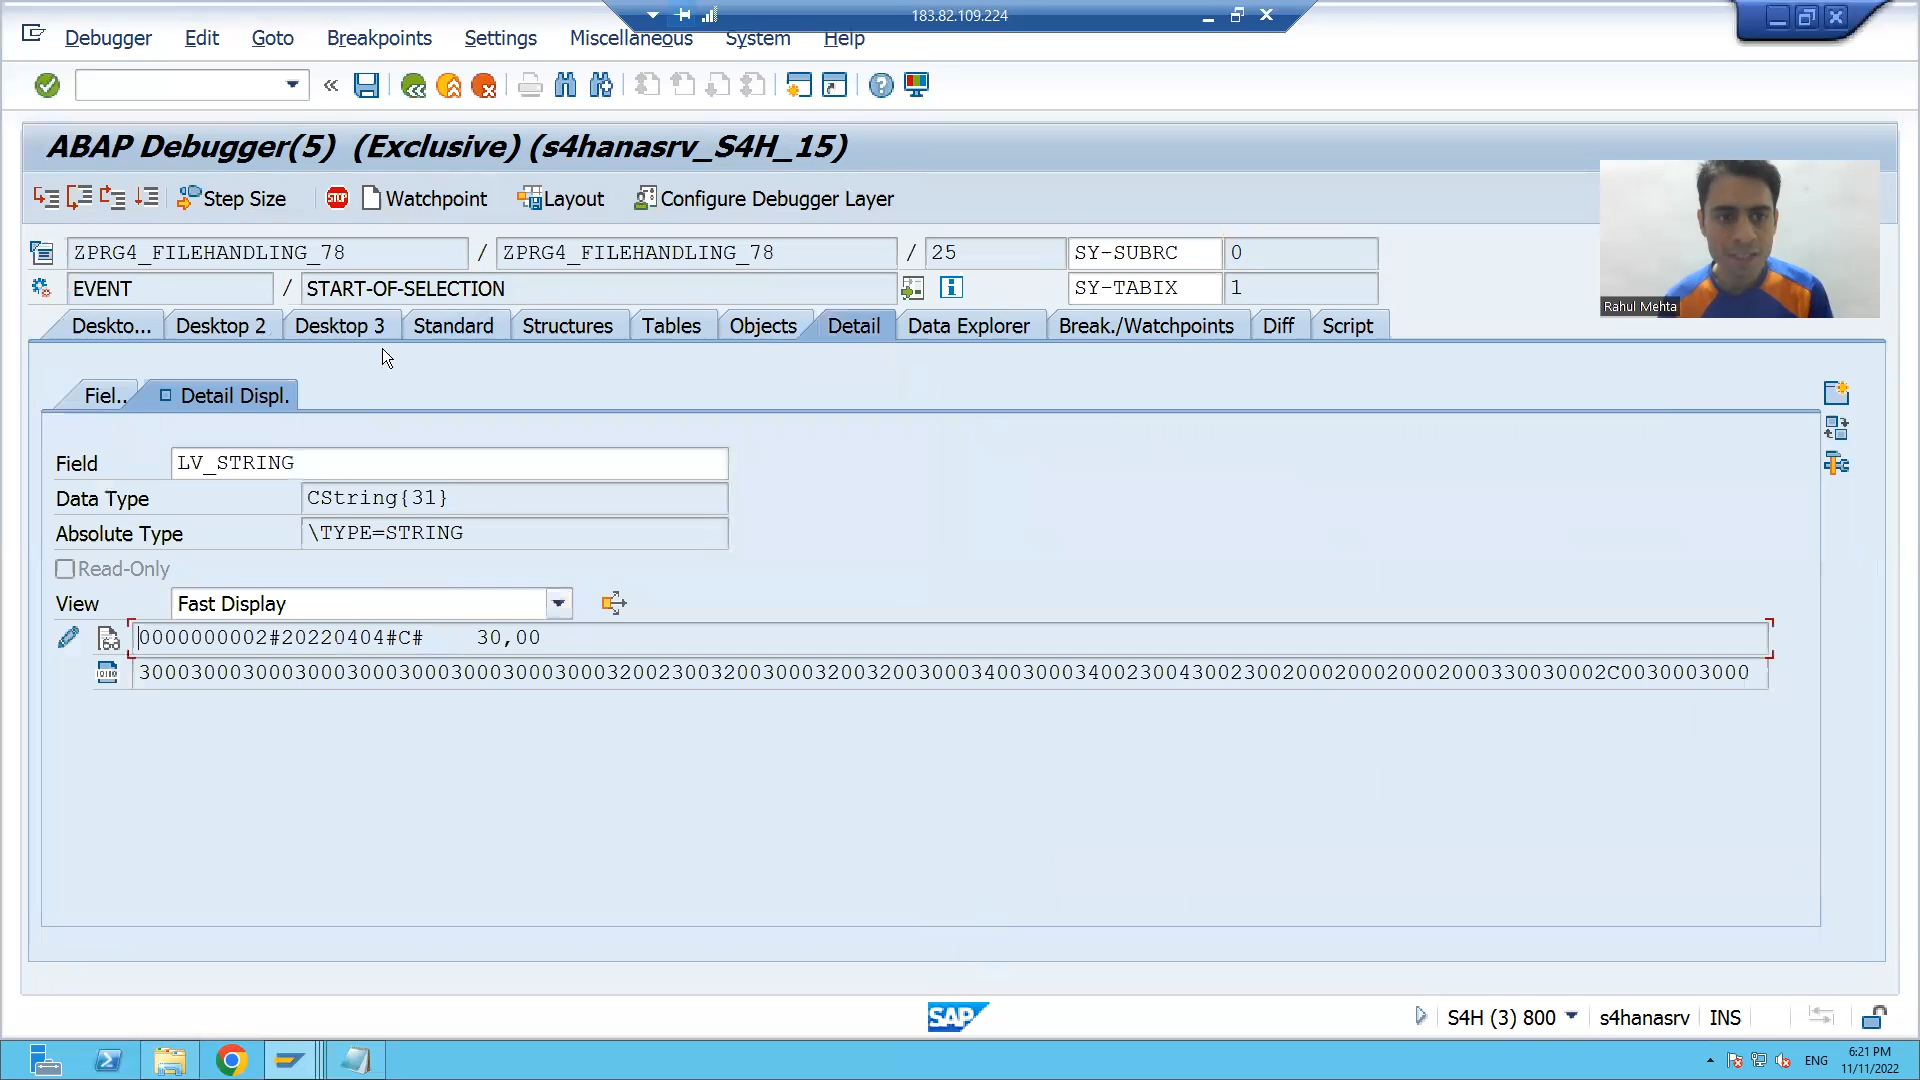 183.82.109.224
Debugger Edit Goto Breakpoints Settings Miscellaneous System Help
ABAP Debugger(5) (Exclusive) (s4hanasrv_S4H_15)
Step Size STOP Watchpoint Layout Configure Debugger Layer
ZPRG4_FILEHANDLING_78 / ZPRG4_FILEHANDLING_78 / 25 SY-SUBRC 0
EVENT / START-OF-SELECTION SY-TABIX 1
Rahul Mehta
Deskto... Desktop 2 Desktop 3 Standard Structures Tables Objects Detail Data Explorer Break./Watchpoints Diff Script
Fiel.. Detail Displ.
Field LV_STRING
Data Type CString{31}
Absolute Type \TYPE=STRING
Read-Only
View Fast Display
0000000002#20220404#C#    30,00
30003000300030003000300030003000300032002300320030003200320030003400300034002300430023002000200020002000330030002C0030003000
SAP S4H (3) 800 s4hanasrv INS
ENG 6:21 PM
11/11/2022